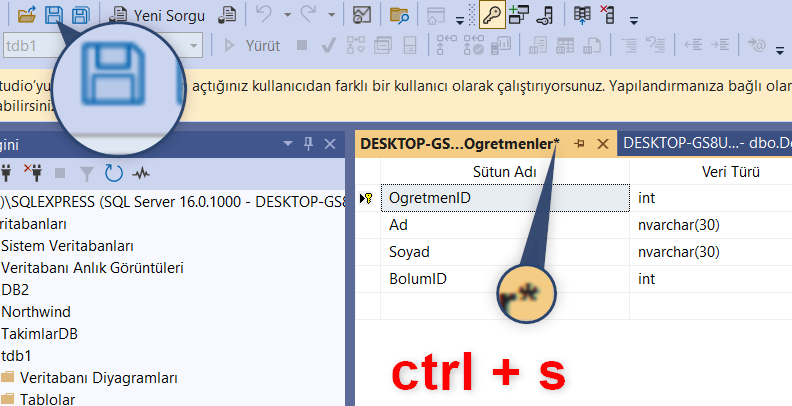 Yeni Sorgu
tdb1
Yürüt
tudio'yu
açtığınız kullanıcıdan farklı bir kullanıcı olarak çalıştırıyorsunuz. Yapılandırmanıza bağlı olar
abilirsiniz
gini
DESKTOP-GS...Ogretmenler*
DESKTOP-GS8U...- dbo.De
Sütun Adı
Veri Türü
)\SQLEXPRESS (SQL Server 16.0.1000 - DESKTOP-GS8
OgretmenID
int
eritabanları
Ad
nvarchar(30)
Sistem Veritabanları
Soyad
nvarchar(30)
Veritabanı Anlık Görüntüleri
BolumID
int
DB2
r*
Northwind
TakimlarDB
tdb1
ctrl + s
Veritabanı Diyagramları
Tablolar